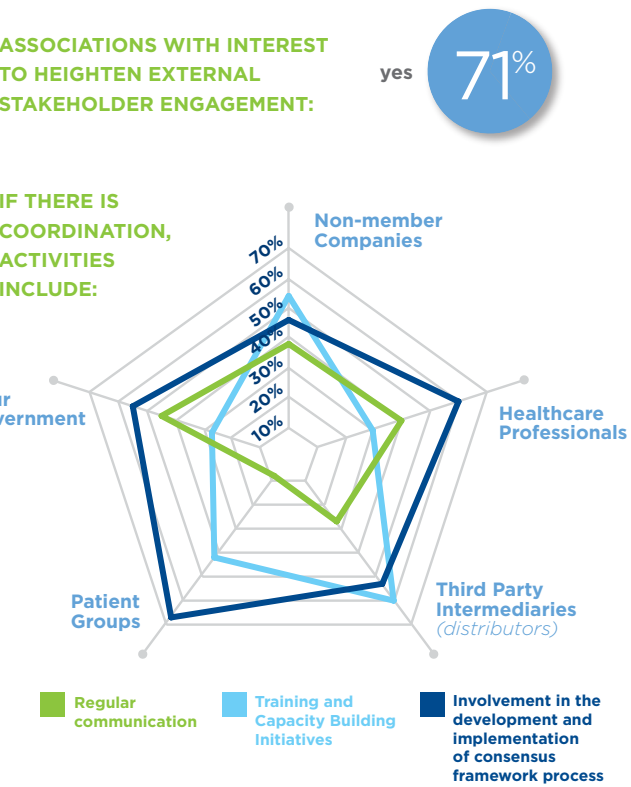 ASSOCIATIONS WITH INTEREST
TO HEIGHTEN EXTERNAL
STAKEHOLDER ENGAGEMENT:
yes
71%
IF THERE IS
COORDINATION,
ACTIVITIES
INCLUDE:
Non-member
Companies
70%
60%
50%
40%
30%
20%
10%
Healthcare
Professionals
Third Party
Intermediaries
(distributors)
Patient
Groups
Regular
communication
Training and
Capacity Building
Initiatives
Involvement in the
development and
implementation
of consensus
framework process